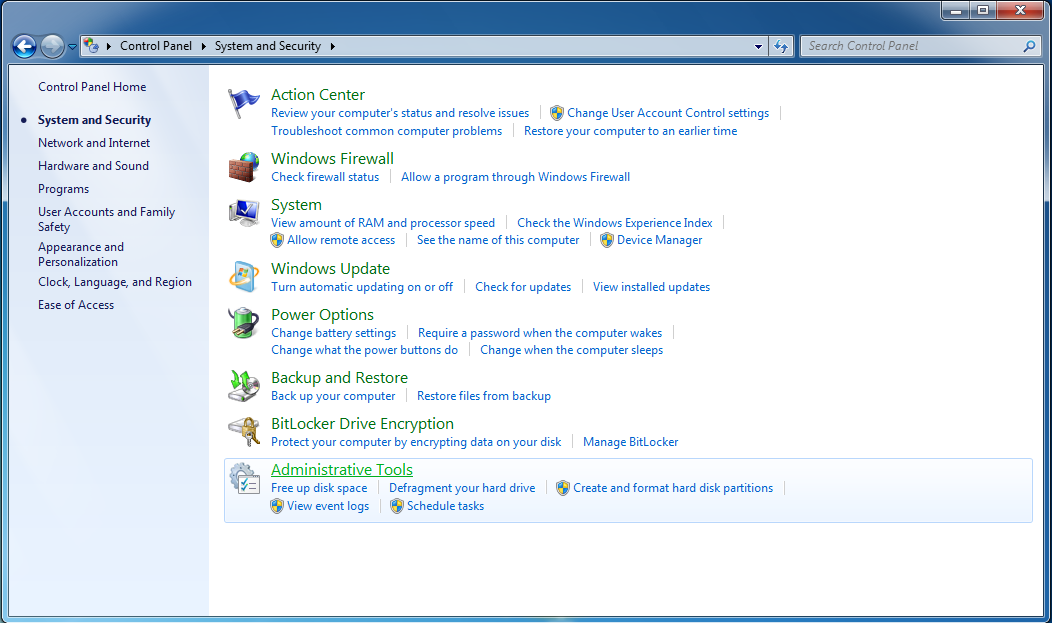 Control Panel System and Security
Search Control Panel
Control Panel Home
System and Security
Network and Internet
Hardware and Sound
Programs
User Accounts and Family
Safety
Appearance and
Personalization
Clock, Language, and Region
Ease of Access
Action Center
Review your computer's status and resolve issues Change User Account Control settings
Troubleshoot common computer problems Restore your computer to an earlier time
Windows Firewall
Check firewall status Allow a program through Windows Firewall
System
View amount of RAM and processor speed Check the Windows Experience Index
Allow remote access See the name of this computer Device Manager
Windows Update
Turn automatic updating on or off Check for updates View installed updates
Power Options
Change battery settings Require a password when the computer wakes
Change what the power buttons do Change when the computer sleeps
Backup and Restore
Back up your computer Restore files from backup
BitLocker Drive Encryption
Protect your computer by encrypting data on your disk Manage BitLocker
Administrative Tools
Free up disk space Defragment your hard drive Create and format hard disk partitions
View event logs Schedule tasks